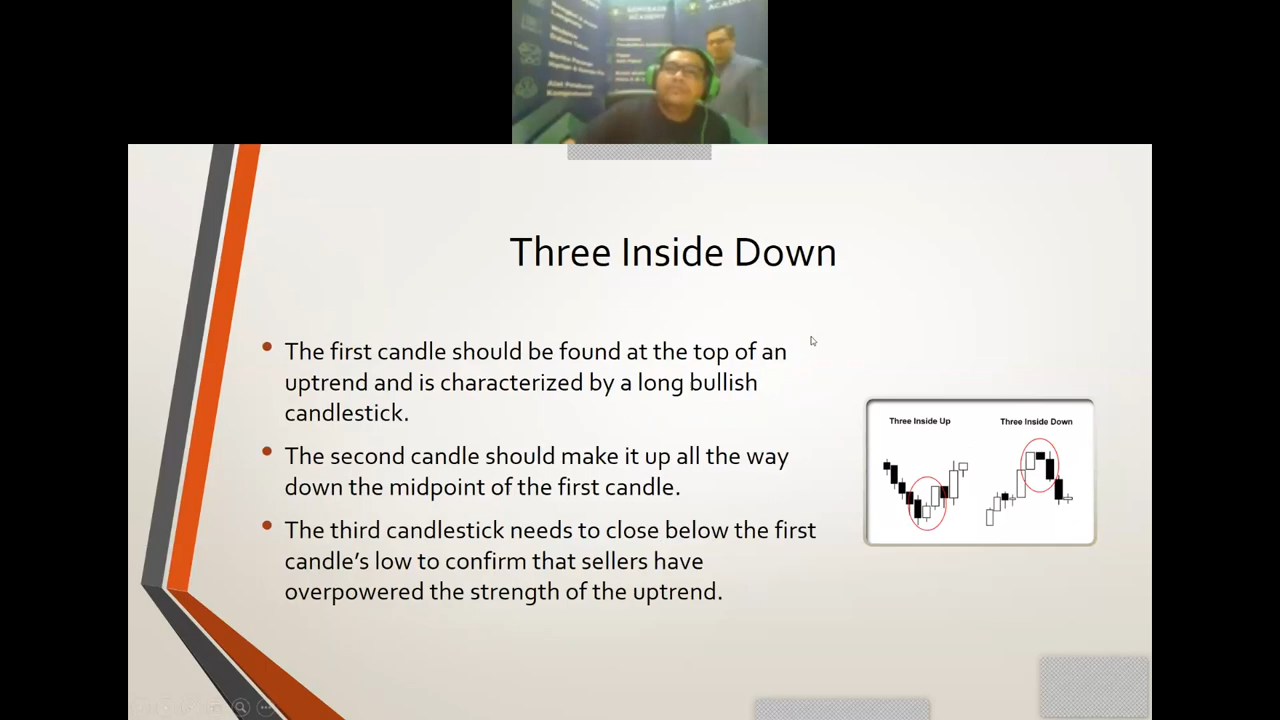 ACADEMY
Three Inside Down
The first candle should be found at the top of an
uptrend and is characterized by a long bullish
candlestick.
The second candle should make it up all the way
down the midpoint of the first candle.
The third candlestick needs to close below the first
candle's low to confirm that sellers have
overpowered the strength of the uptrend.
Three Inside Up
Three Inside Down